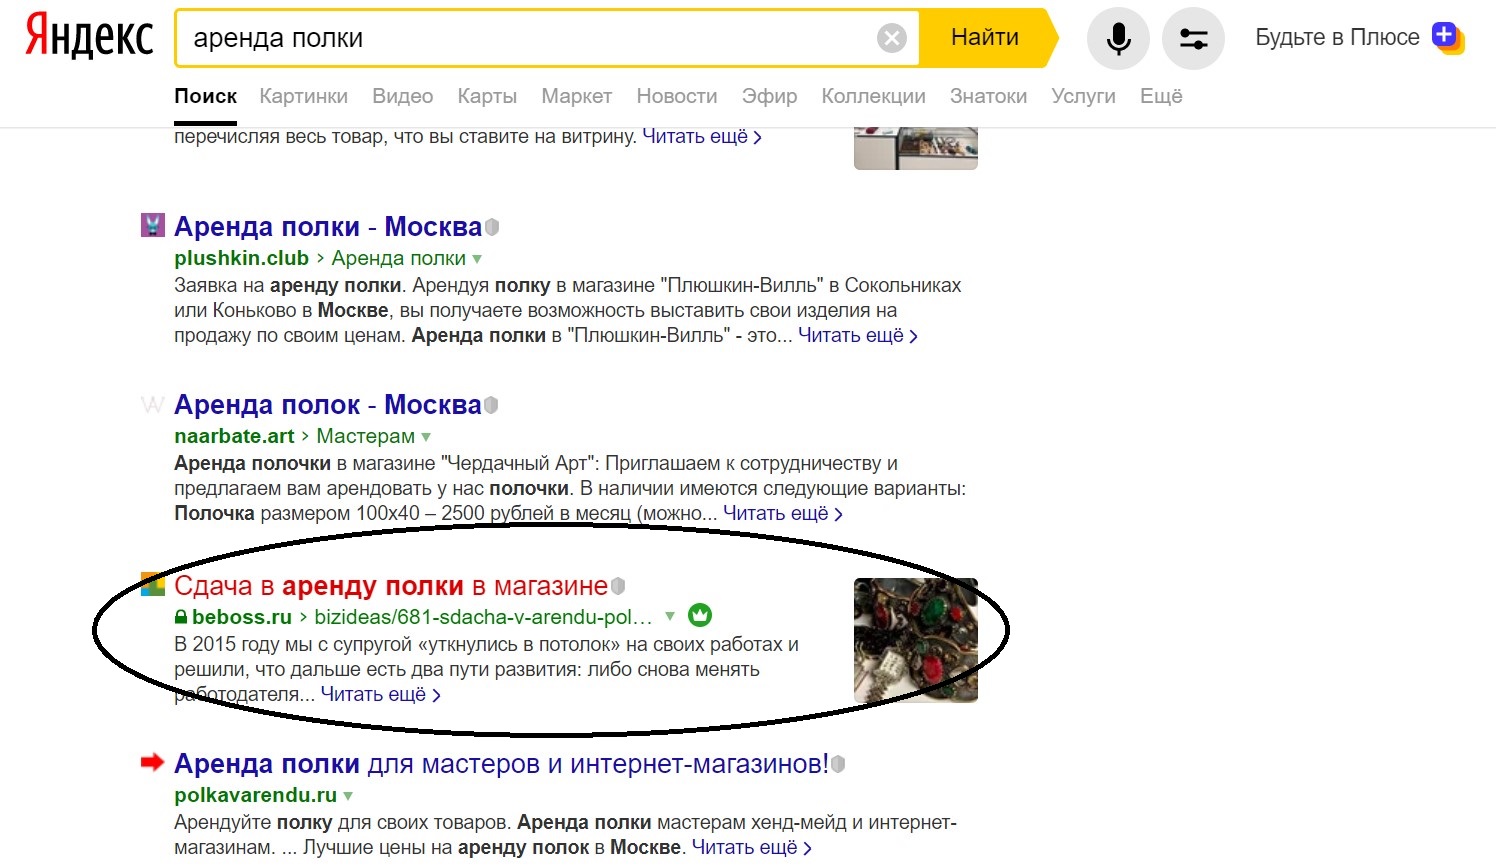 Яндекс
аренда полки
Найти
Будьте в Плюсе
Поиск Картинки Видео Карты Маркет Новости Эфир Коллекции Знатоки Услуги Ещё
перечисляя весь товар, что вы ставите на витрину. Читать ещё >
Аренда полки - Москва
plushkin.club > Аренда полки
Заявка на аренду полки. Арендуя полку в магазине "Плюшкин-Вилль" в Сокольниках
или Коньково в Москве, вы получаете возможность выставить свои изделия на
продажу по своим ценам. Аренда полки в "Плюшкин-Вилль" - это... Читать ещё >
Аренда полок - Москва
naarbate.art > Мастерам
Аренда полочки в магазине "Чердачный Арт": Приглашаем к сотрудничеству и
предлагаем вам арендовать у нас полочки. В наличии имеются следующие варианты:
Полочка размером 100х40 – 2500 рублей в месяц (можно... Читать ещё >
Сдача в аренду полки в магазине
beboss.ru > bizideas/681-sdacha-v-arendu-pol...
В 2015 году мы с супругой «уткнулись в потолок» на своих работах и
решили, что дальше есть два пути развития: либо снова менять
работодателя... Читать ещё >
Аренда полки для мастеров и интернет-магазинов!
polkavarendu.ru
Арендуйте полку для своих товаров. Аренда полки мастерам хенд-мейд и интернет-
магазинам. ... Лучшие цены на аренду полок в Москве. Читать ещё >